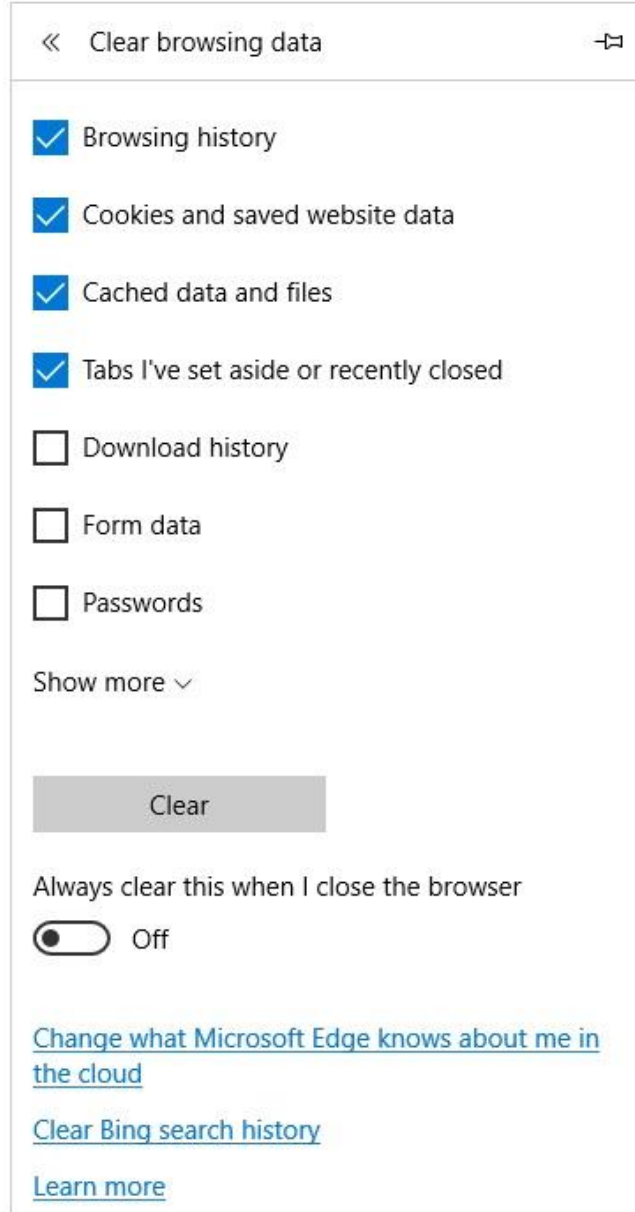 Clear browsing data
Browsing history
Cookies and saved website data
Cached data and files
Tabs I've set aside or recently closed
Download history
Form data
Passwords
Show more
Clear
Always clear this when I close the browser
Off
Change what Microsoft Edge knows about me in
the cloud
Clear Bing search history
Learn more